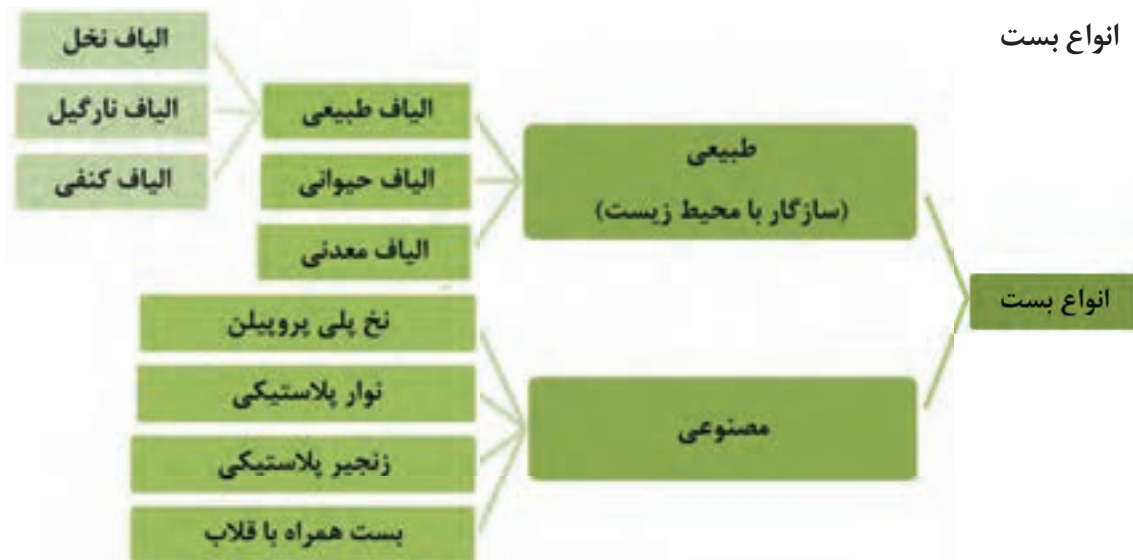 انواع بست
انواع بست
طبیعی
(سازگار با محیط زیست)
الیاف طبیعی
الیاف نخل
الیاف نارگیل
الیاف کنفی
الیاف حیوانی
الیاف معدنی
مصنوعی
نخ پلی پروپیلن
نوار پلاستیکی
زنجیر پلاستیکی
بست همراه با قلاب